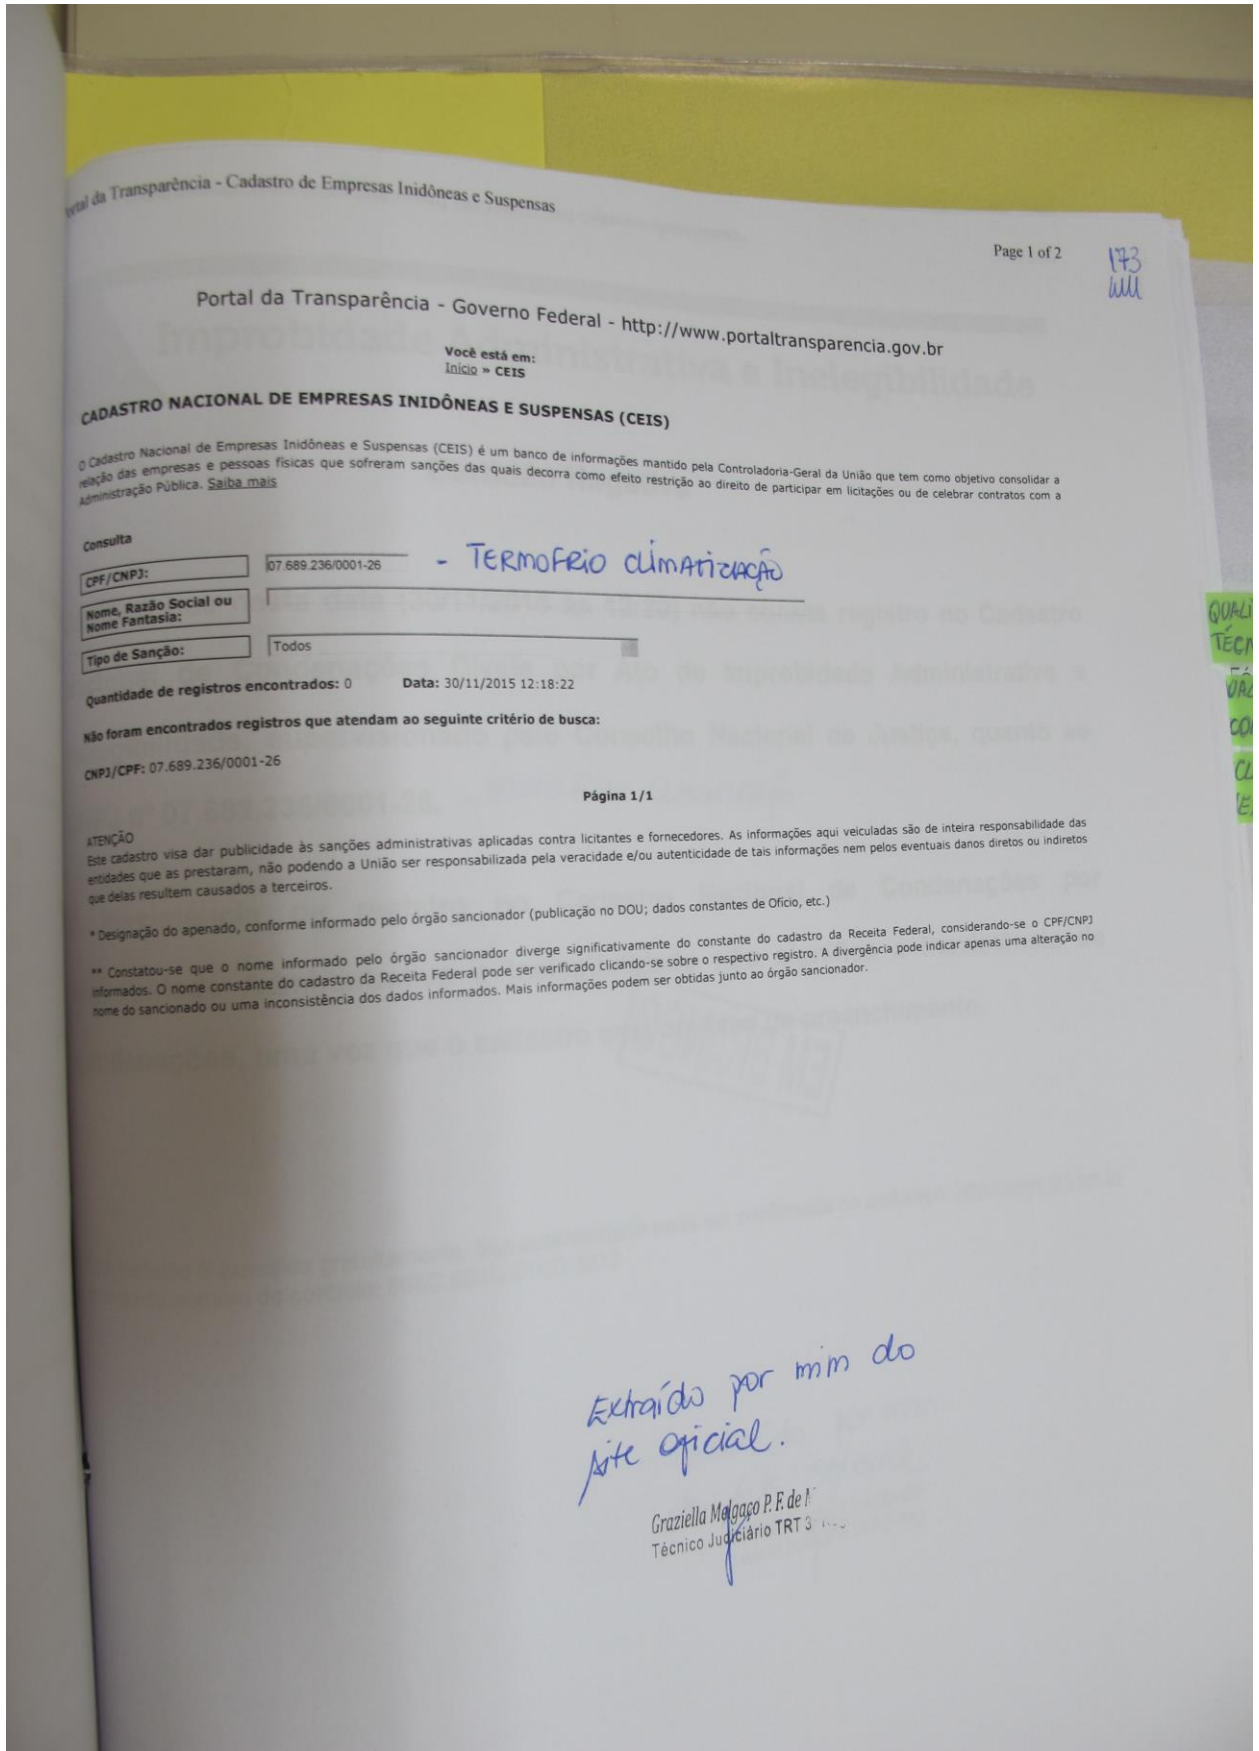 Portal da Transparência - Cadastro de Empresas Inidôneas e Suspensas
Page 1 of 2
173
Portal da Transparência - Governo Federal - http://www.portaltransparencia.gov.br
Você está em:
Início » CEIS
CADASTRO NACIONAL DE EMPRESAS INIDÔNEAS E SUSPENSAS (CEIS)
O Cadastro Nacional de Empresas Inidôneas e Suspensas (CEIS) é um banco de informações mantido pela Controladoria-Geral da União que tem como objetivo consolidar a
relação das empresas e pessoas físicas que sofreram sanções das quais decorra como efeito restrição ao direito de participar em licitações ou de celebrar contratos com a
Administração Pública. Saiba mais
Consulta
CPF/CNPJ: 07.689.236/0001-26 - TERMOFRIO CLIMATIZAÇÃO
Nome, Razão Social ou
Nome Fantasia:
Tipo de Sanção: Todos
Quantidade de registros encontrados: 0 Data: 30/11/2015 12:18:22
Não foram encontrados registros que atendam ao seguinte critério de busca:
CNPJ/CPF: 07.689.236/0001-26
Página 1/1
ATENÇÃO
Este cadastro visa dar publicidade às sanções administrativas aplicadas contra licitantes e fornecedores. As informações aqui veiculadas são de inteira responsabilidade das
entidades que as prestaram, não podendo a União ser responsabilizada pela veracidade e/ou autenticidade de tais informações nem pelos eventuais danos diretos ou indiretos
que delas resultem causados a terceiros.
* Designação do apenado, conforme informado pelo órgão sancionador (publicação no DOU; dados constantes de Ofício, etc.)
** Constatou-se que o nome informado pelo órgão sancionador diverge significativamente do constante do cadastro da Receita Federal, considerando-se o CPF/CNPJ
informados. O nome constante do cadastro da Receita Federal pode ser verificado clicando-se sobre o respectivo registro. A divergência pode indicar apenas uma alteração no
nome do sancionado ou uma inconsistência dos dados informados. Mais informações podem ser obtidas junto ao órgão sancionador.
Extraído por mim do
site oficial.
Graziella Melgaço P. F. de
Técnico Judiciário TRT 3
QUALI
TÉCN